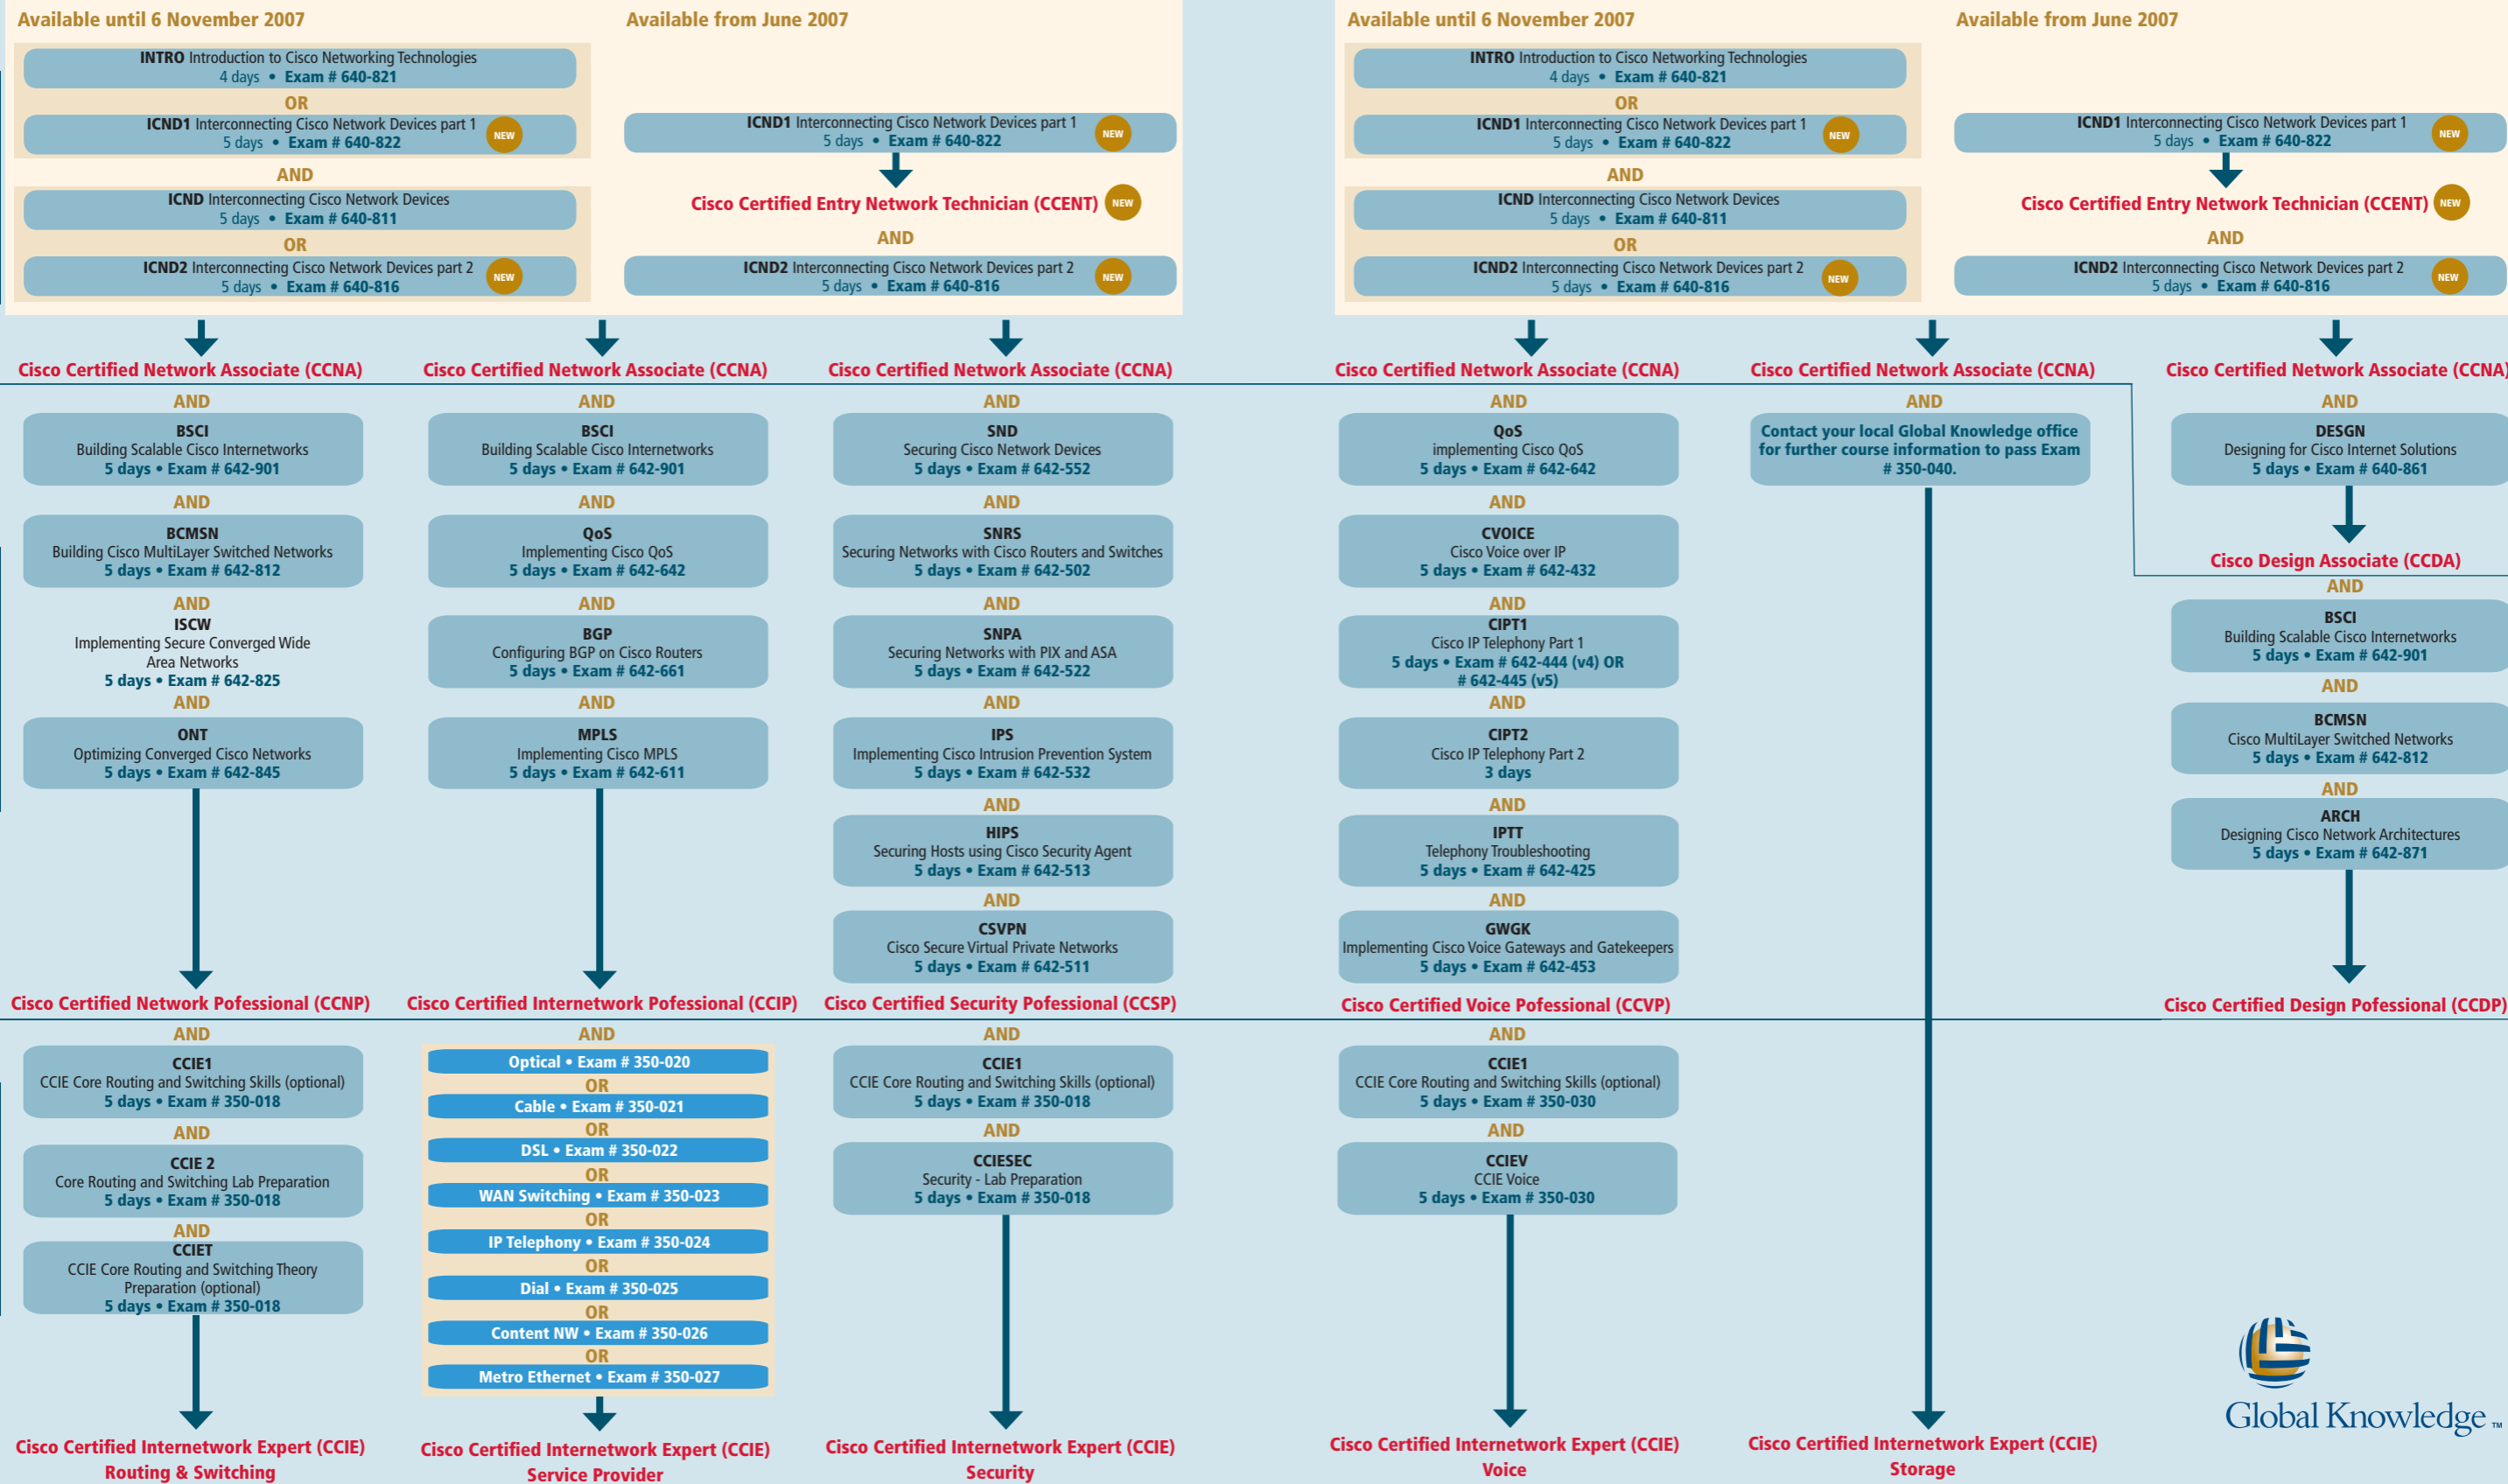 Available until 6 November 2007
INTRO Introduction to Cisco Networking Technologies
4 days • Exam # 640-821
OR
ICND1 Interconnecting Cisco Network Devices part 1
5 days • Exam # 640-822
NEW
AND
ICND Interconnecting Cisco Network Devices
5 days • Exam # 640-811
OR
ICND2 Interconnecting Cisco Network Devices part 2
5 days • Exam # 640-816
NEW
Available from June 2007
ICND1 Interconnecting Cisco Network Devices part 1
5 days • Exam # 640-822
NEW
Cisco Certified Entry Network Technician (CCENT)
NEW
AND
ICND2 Interconnecting Cisco Network Devices part 2
5 days • Exam # 640-816
NEW
Available until 6 November 2007
INTRO Introduction to Cisco Networking Technologies
4 days • Exam # 640-821
OR
ICND1 Interconnecting Cisco Network Devices part 1
5 days • Exam # 640-822
NEW
AND
ICND Interconnecting Cisco Network Devices
5 days • Exam # 640-811
OR
ICND2 Interconnecting Cisco Network Devices part 2
5 days • Exam # 640-816
NEW
Available from June 2007
ICND1 Interconnecting Cisco Network Devices part 1
5 days • Exam # 640-822
NEW
Cisco Certified Entry Network Technician (CCENT)
NEW
AND
ICND2 Interconnecting Cisco Network Devices part 2
5 days • Exam # 640-816
NEW
Cisco Certified Network Associate (CCNA)
AND
BSCI
Building Scalable Cisco Internetworks
5 days • Exam # 642-901
AND
BCMSN
Building Cisco MultiLayer Switched Networks
5 days • Exam # 642-812
AND
ISCW
Implementing Secure Converged Wide
Area Networks
5 days • Exam # 642-825
AND
ONT
Optimizing Converged Cisco Networks
5 days • Exam # 642-845
Cisco Certified Network Pofessional (CCNP)
AND
CCIE1
CCIE Core Routing and Switching Skills (optional)
5 days • Exam # 350-018
AND
CCIE 2
Core Routing and Switching Lab Preparation
5 days • Exam # 350-018
AND
CCIET
CCIE Core Routing and Switching Theory
Preparation (optional)
5 days • Exam # 350-018
Cisco Certified Internetwork Expert (CCIE)
Routing & Switching
Cisco Certified Network Associate (CCNA)
AND
BSCI
Building Scalable Cisco Internetworks
5 days • Exam # 642-901
AND
QoS
Implementing Cisco QoS
5 days • Exam # 642-642
AND
BGP
Configuring BGP on Cisco Routers
5 days • Exam # 642-661
AND
MPLS
Implementing Cisco MPLS
5 days • Exam # 642-611
Cisco Certified Internetwork Pofessional (CCIP)
AND
Optical • Exam # 350-020
OR
Cable • Exam # 350-021
OR
DSL • Exam # 350-022
OR
WAN Switching • Exam # 350-023
OR
IP Telephony • Exam # 350-024
OR
Dial • Exam # 350-025
OR
Content NW • Exam # 350-026
OR
Metro Ethernet • Exam # 350-027
Cisco Certified Internetwork Expert (CCIE)
Service Provider
Cisco Certified Network Associate (CCNA)
AND
SND
Securing Cisco Network Devices
5 days • Exam # 642-552
AND
SNRS
Securing Networks with Cisco Routers and Switches
5 days • Exam # 642-502
AND
SNPA
Securing Networks with PIX and ASA
5 days • Exam # 642-522
AND
IPS
Implementing Cisco Intrusion Prevention System
5 days • Exam # 642-532
AND
HIPS
Securing Hosts using Cisco Security Agent
5 days • Exam # 642-513
AND
CSVPN
Cisco Secure Virtual Private Networks
5 days • Exam # 642-511
Cisco Certified Security Pofessional (CCSP)
AND
CCIE1
CCIE Core Routing and Switching Skills (optional)
5 days • Exam # 350-018
AND
CCIESEC
Security - Lab Preparation
5 days • Exam # 350-018
Cisco Certified Internetwork Expert (CCIE)
Security
Cisco Certified Network Associate (CCNA)
AND
QoS
implementing Cisco QoS
5 days • Exam # 642-642
AND
CVOICE
Cisco Voice over IP
5 days • Exam # 642-432
AND
CIPT1
Cisco IP Telephony Part 1
5 days • Exam # 642-444 (v4) OR
# 642-445 (v5)
AND
CIPT2
Cisco IP Telephony Part 2
3 days
AND
IPTT
Telephony Troubleshooting
5 days • Exam # 642-425
AND
GWGK
Implementing Cisco Voice Gateways and Gatekeepers
5 days • Exam # 642-453
Cisco Certified Voice Pofessional (CCVP)
AND
CCIE1
CCIE Core Routing and Switching Skills (optional)
5 days • Exam # 350-030
AND
CCIEV
CCIE Voice
5 days • Exam # 350-030
Cisco Certified Internetwork Expert (CCIE)
Voice
Cisco Certified Network Associate (CCNA)
AND
Contact your local Global Knowledge office
for further course information to pass Exam
# 350-040.
Cisco Certified Internetwork Expert (CCIE)
Storage
Cisco Certified Network Associate (CCNA)
AND
DESGN
Designing for Cisco Internet Solutions
5 days • Exam # 640-861
Cisco Design Associate (CCDA)
AND
BSCI
Building Scalable Cisco Internetworks
5 days • Exam # 642-901
AND
BCMSN
Cisco MultiLayer Switched Networks
5 days • Exam # 642-812
AND
ARCH
Designing Cisco Network Architectures
5 days • Exam # 642-871
Cisco Certified Design Pofessional (CCDP)
Global Knowledge ™